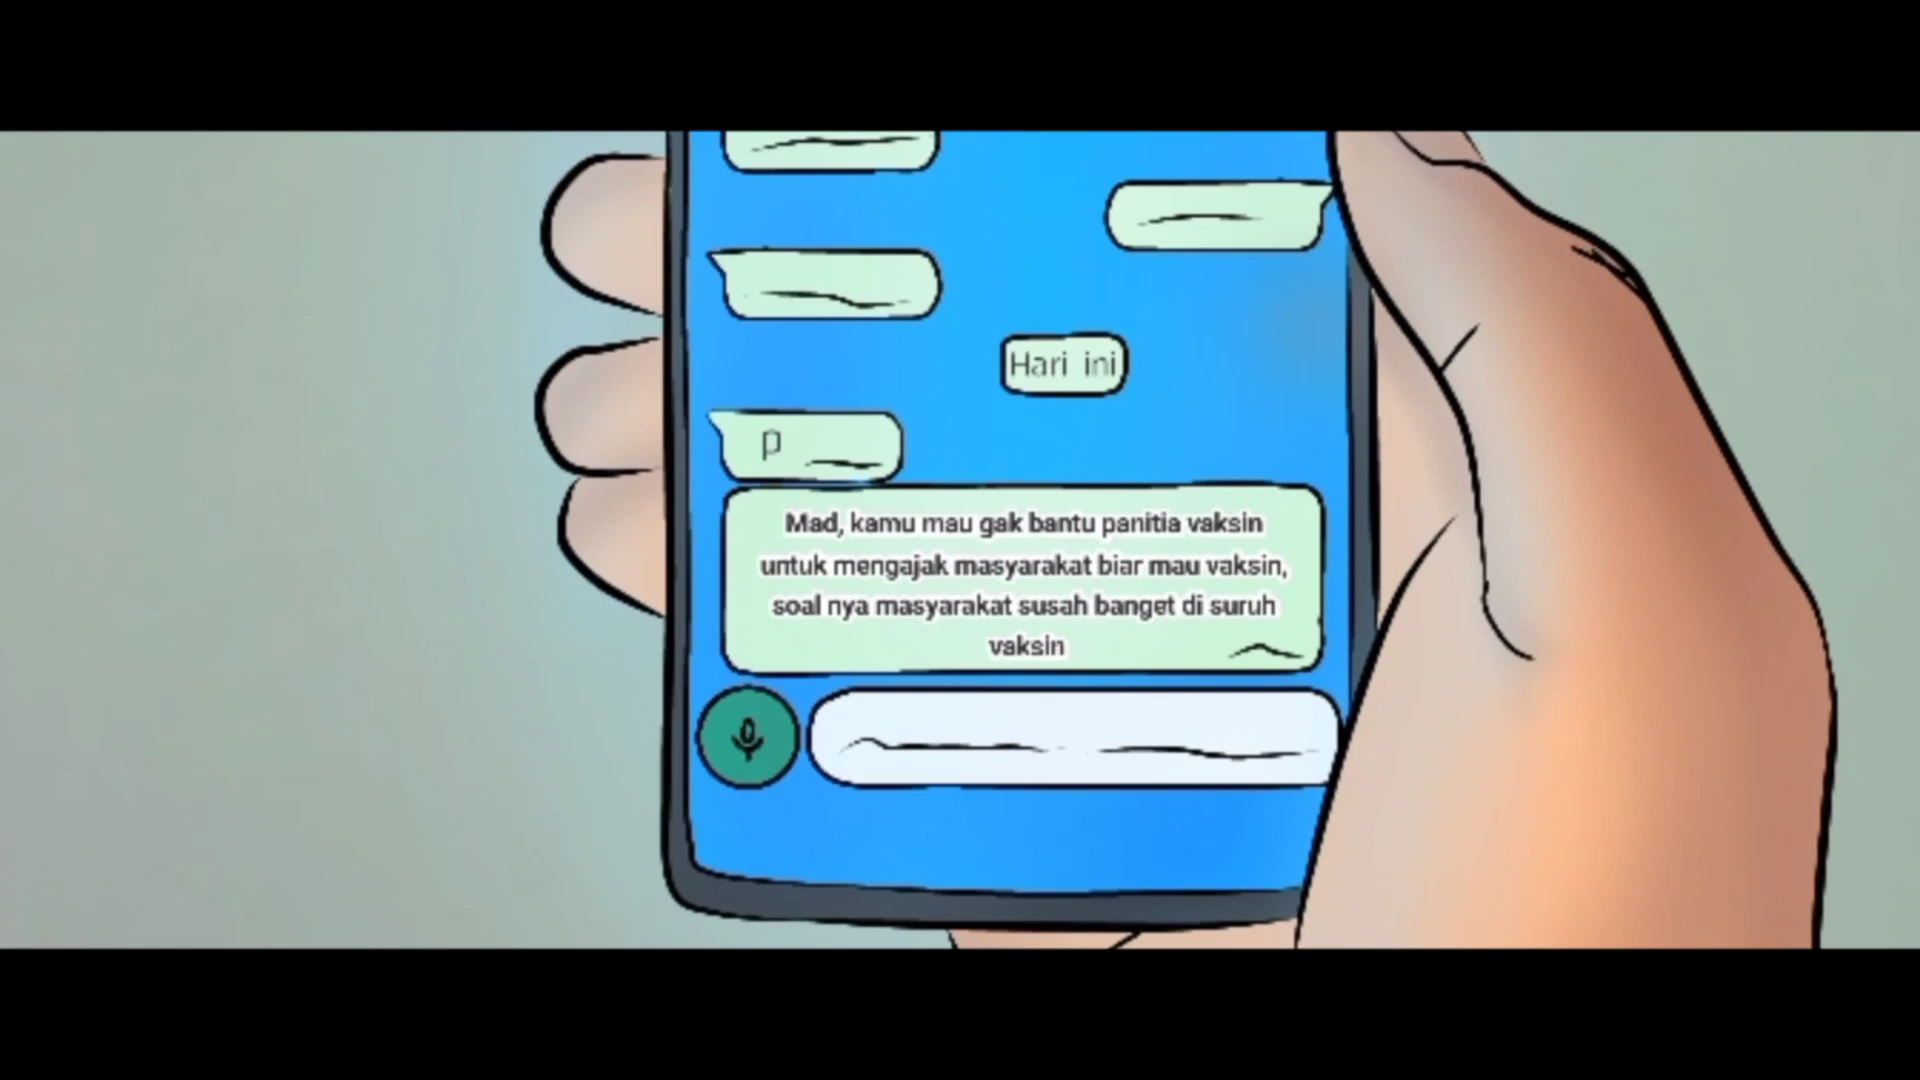 Hari ini
p
Mad, kamu mau gak bantu panitia vaksin
untuk mengajak masyarakat biar mau vaksin,
soal nya masyarakat susah banget di suruh
vaksin